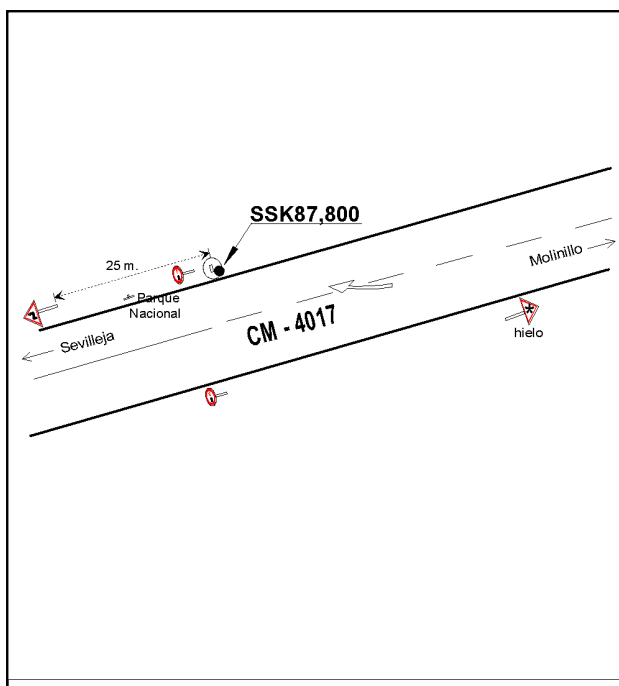 SSK87,800
25 m.
Parque
Nacional
Molinillo
Sevilleja
CM - 4017
hielo